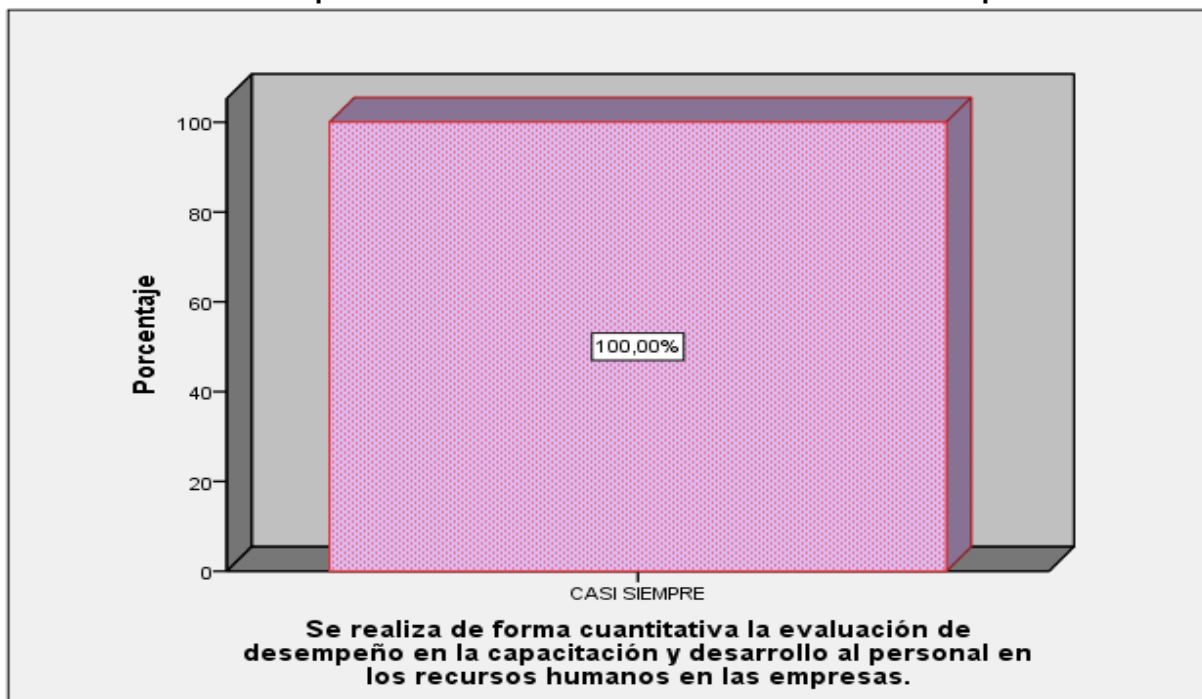 100
80
60
40
20
0
Porcentaje
100,00%
CASI SIEMPRE
Se realiza de forma cuantitativa la evaluación de
desempeño en la capacitación y desarrollo al personal en
los recursos humanos en las empresas.